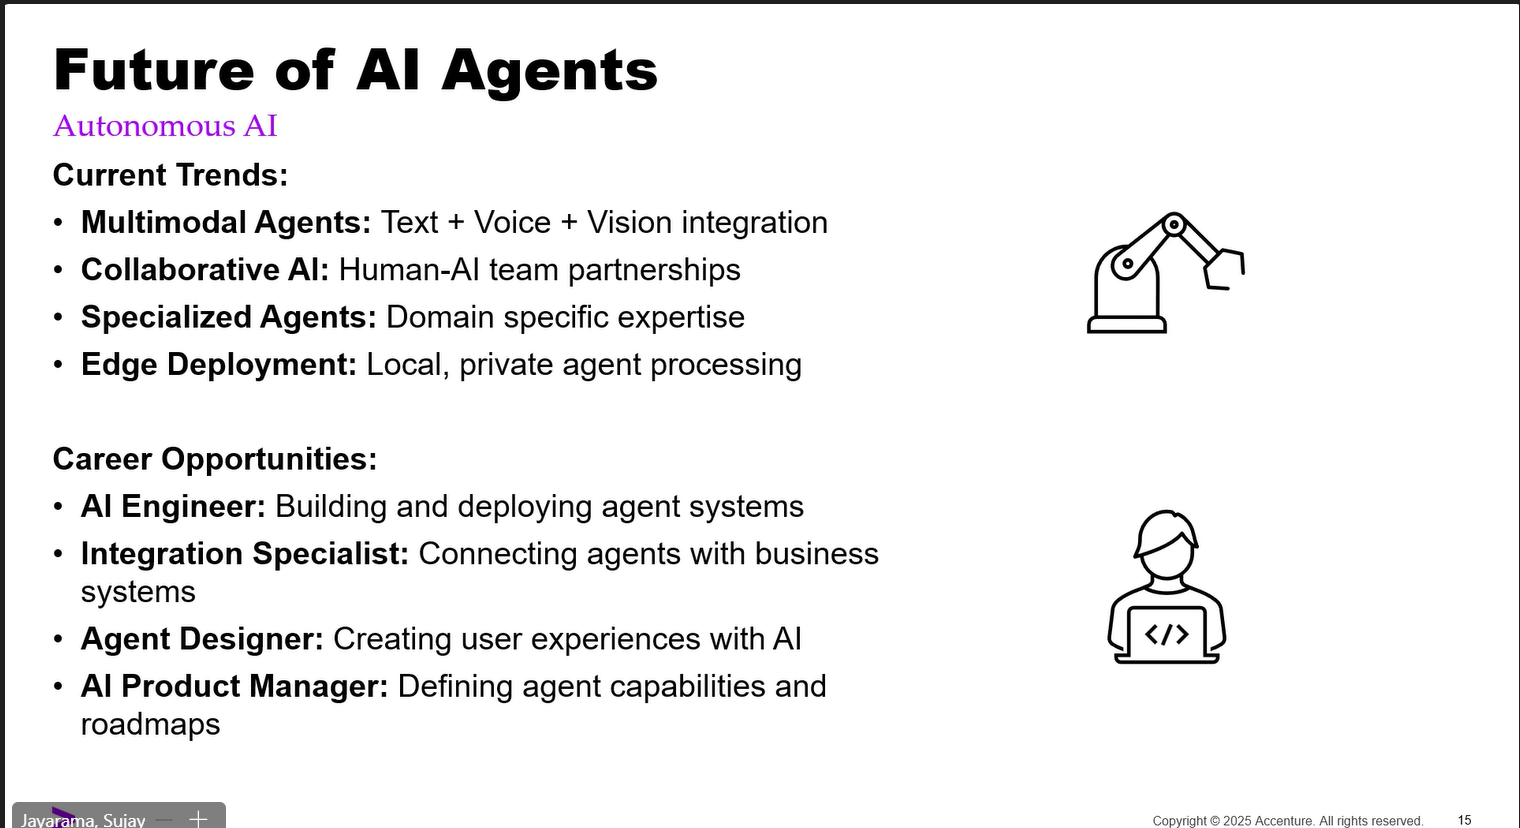 Future of AI Agents
Autonomous AI
Current Trends:
• Multimodal Agents: Text + Voice + Vision integration
• Collaborative AI: Human-AI team partnerships
• Specialized Agents: Domain specific expertise
• Edge Deployment: Local, private agent processing
Career Opportunities:
• AI Engineer: Building and deploying agent systems
• Integration Specialist: Connecting agents with business
systems
• Agent Designer: Creating user experiences with AI
• AI Product Manager: Defining agent capabilities and
roadmaps
</>
Jayarama, Sujay
Copyright © 2025 Accenture. All rights reserved. 15